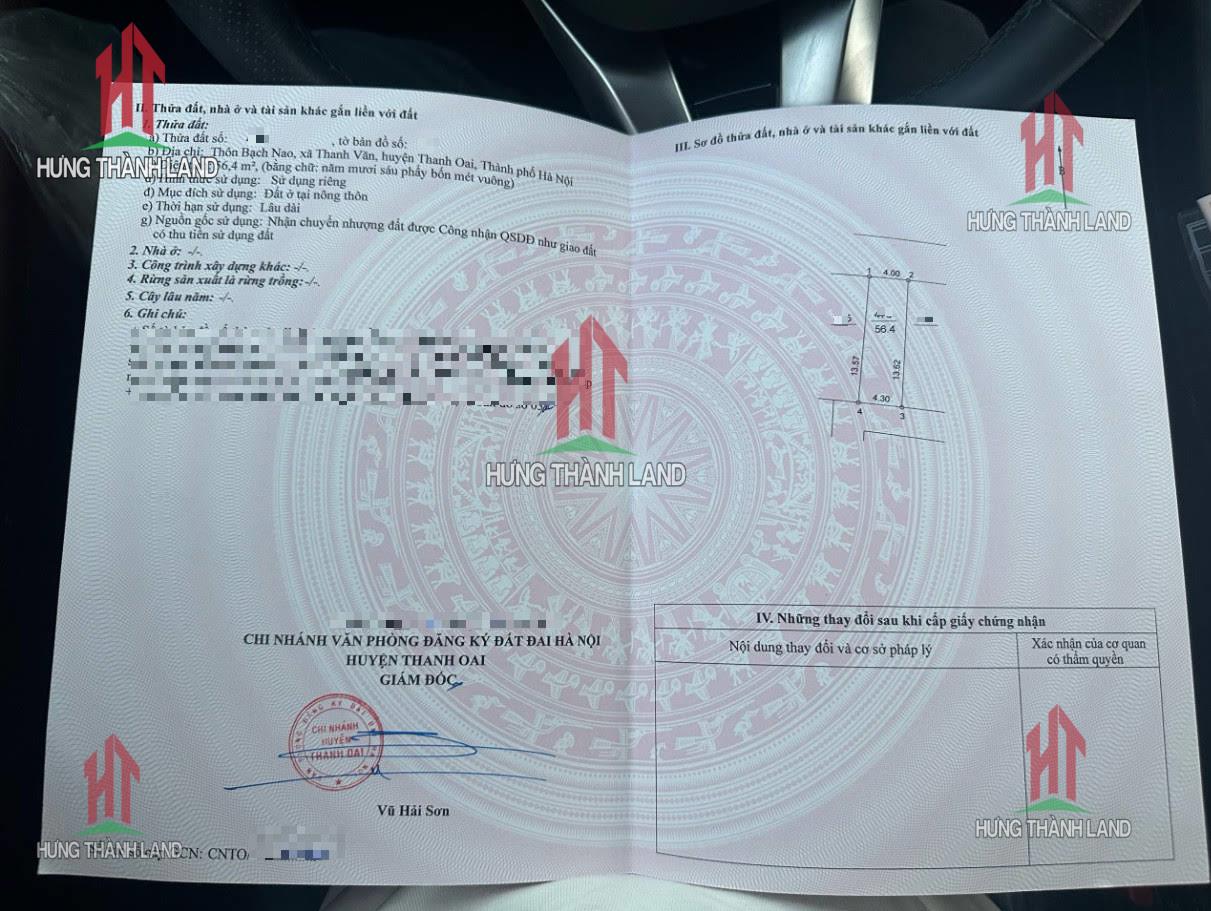 II. Thửa đất, nhà ở và tài sản khác gắn liền với đất
1. Thửa đất:
a) Thửa đất số: , tờ bản đồ số:
b) Địa chỉ: Thôn Bạch Nao, xã Thanh Văn, huyện Thanh Oai, Thành phố Hà Nội
56,4 m², (bằng chữ: năm mươi sáu phẩy bốn mét vuông)
sử dụng: Sử dụng riêng
đ) Mục đích sử dụng: Đất ở tại nông thôn
e) Thời hạn sử dụng: Lâu dài
g) Nguồn gốc sử dụng: Nhận chuyển nhượng đất được Công nhận QSDĐ như giao đất
có thu tiền sử dụng đất
2. Nhà ở: -/-.
3. Công trình xây dựng khác: -/-.
4. Rừng sản xuất là rừng trồng: -/-.
5. Cây lâu năm: -/-.
6. Ghi chú:
CHI NHÁNH VĂN PHÒNG ĐĂNG KÝ ĐẤT ĐAI HÀ NỘI
HUYỆN THANH OAI
GIÁM ĐỐC
CHI NHÁNH
HUYỆN
THANH OAI
Vũ Hải Sơn
CN: CNTO/
III. Sơ đồ thửa đất, nhà ở và tài sản khác gắn liền với đất
B
1 4.00 2
56.4
13.57 13.62
4.30
4 3
IV. Những thay đổi sau khi cấp giấy chứng nhận
Nội dung thay đổi và cơ sở pháp lý
Xác nhận của cơ quan
có thẩm quyền
HƯNG THÀNH LAND
HƯNG THÀNH LAND
HƯNG THÀNH LAND
HƯNG THÀNH LAND
HƯNG THÀNH LAND